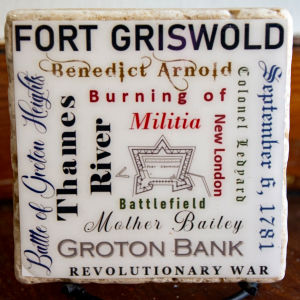 FORT GRISWOLD
Benedict Arnold
Burning of
New London
Militia
Battle of Groton Heights
Thames
River
Colonel Ledyard
September 6, 1781
Battlefield
Mother Bailey
GROTON BANK
REVOLUTIONARY WAR